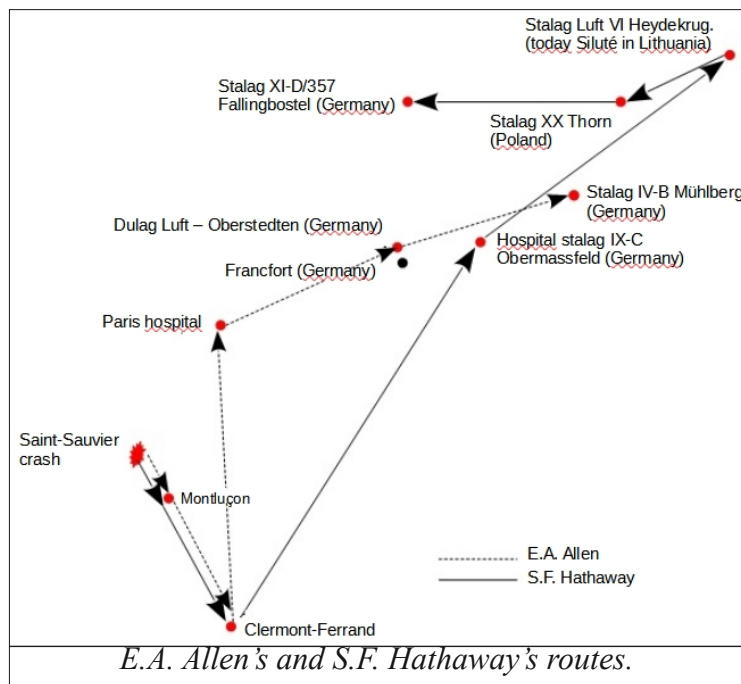 Stalag Luft VI Heydekrug.
(today Siluté in Lithuania)
Stalag XI-D/357
Fallingbostel (Germany)
Stalag XX Thorn
(Poland)
Stalag IV-B Mühlberg
(Germany)
Dulag Luft – Oberstedten (Germany)
Hospital stalag IX-C
Obermassfeld (Germany)
Francfort (Germany)
Paris hospital
Saint-Sauvier
crash
Montluçon
E.A. Allen
S.F. Hathaway
Clermont-Ferrand
E.A. Allen's and S.F. Hathaway's routes.